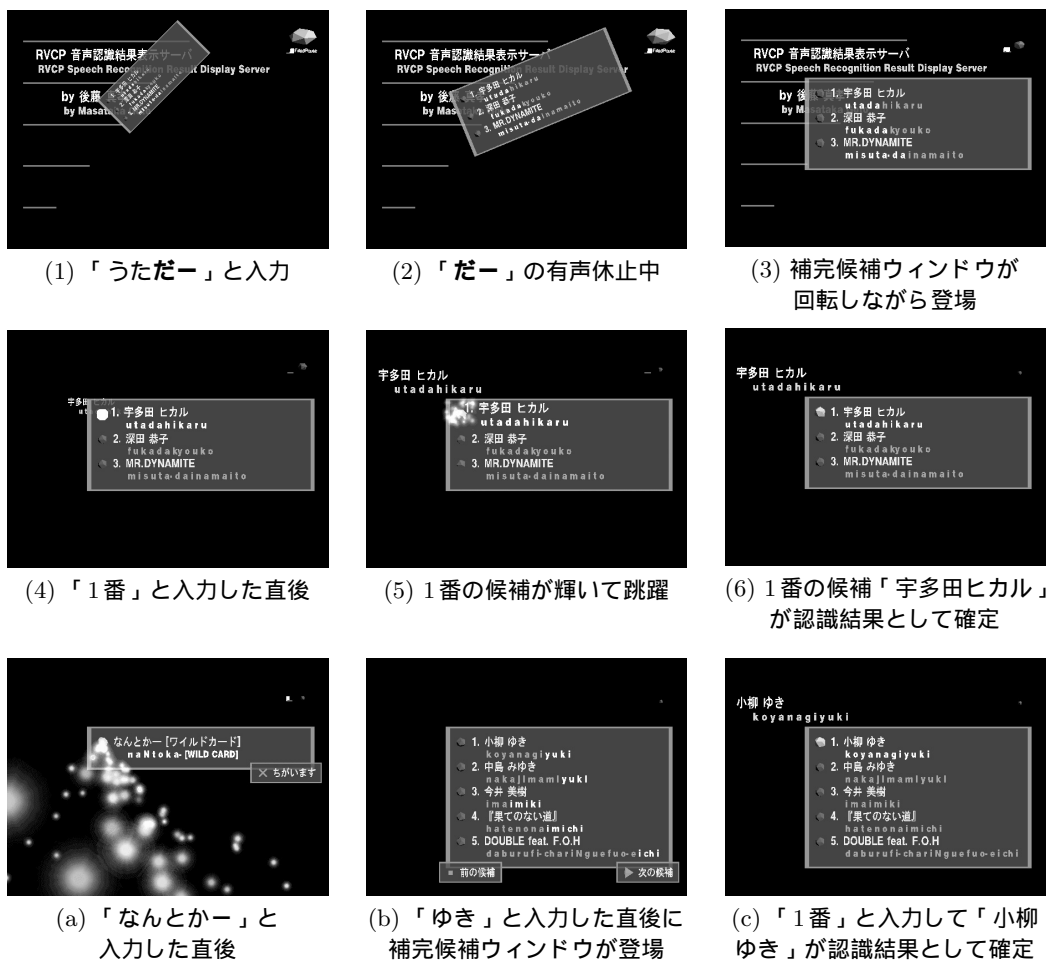 RVCP 音声認識結果表示サーバ
RVCP Speech Recognition Result Display Server
by 後藤
by Masataka
(1) 「うただー」と入力
RVCP 音声認識結果表示サーバ
RVCP Speech Recognition Result Display Server
by 後藤
by Masat
1. 宇多田 ヒカル
utadahikaru
2. 深田 恭子
fukadakyouko
3. MR.DYNAMITE
misuta-dainamaito
(2) 「だー」の有声休止中
RVCP 音声認識結果表示サーバ
RVCP Speech Recognition Result Display Server
by 後藤
by Masataka
1. 宇多田 ヒカル
utadahikaru
2. 深田 恭子
fukadakyouko
3. MR.DYNAMITE
misuta-dainamaito
(3) 補完候補ウィンドウが
回転しながら登場
宇多田 ヒカル
1. 宇多田 ヒカル
utadahikaru
2. 深田 恭子
fukadakyouko
3. MR.DYNAMITE
misuta-dainamaito
(4) 「1番」と入力した直後
宇多田 ヒカル
utadahikaru
1. 宇多田 ヒカル
utadahikaru
2. 深田 恭子
fukadakyouko
3. MR.DYNAMITE
misuta-dainamaito
(5) 1番の候補が輝いて跳躍
宇多田 ヒカル
utadahikaru
1. 宇多田 ヒカル
utadahikaru
2. 深田 恭子
fukadakyouko
3. MR.DYNAMITE
misuta-dainamaito
(6) 1番の候補「宇多田ヒカル」
が認識結果として確定
なんとかー [ワイルドカード]
naNtoka- [WILD CARD]
× ちがいます
(a) 「なんとかー」と
入力した直後
1. 小柳 ゆき
koyanagiyuki
2. 中島 みゆき
nakajimamiyuki
3. 今井 美樹
imaimiki
4. 『果てのない道』
hatenonaimichi
5. DOUBLE feat. F.O.H
daburufi-chariNguefuo-eichi
前の候補
次の候補
(b) 「ゆき」と入力した直後に
補完候補ウィンドウが登場
小柳 ゆき
koyanagiyuki
1. 小柳 ゆき
koyanagiyuki
2. 中島 みゆき
nakajimamiyuki
3. 今井 美樹
imaimiki
4. 『果てのない道』
hatenonaimichi
5. DOUBLE feat. F.O.H
daburufi-chariNguefuo-eichi
(c) 「1番」と入力して「小柳
ゆき」が認識結果として確定